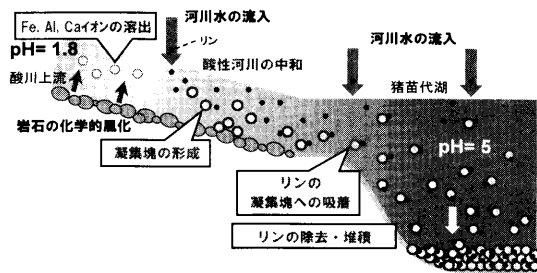 Fe, Al, Caイオンの溶出
河川水の流入
pH= 1.8
リン
酸性河川の中和
酸川上流
河川水の流入
猪苗代湖
岩石の化学的風化
凝集塊の形成
pH= 5
リンの
凝集塊への吸着
リンの除去・堆積